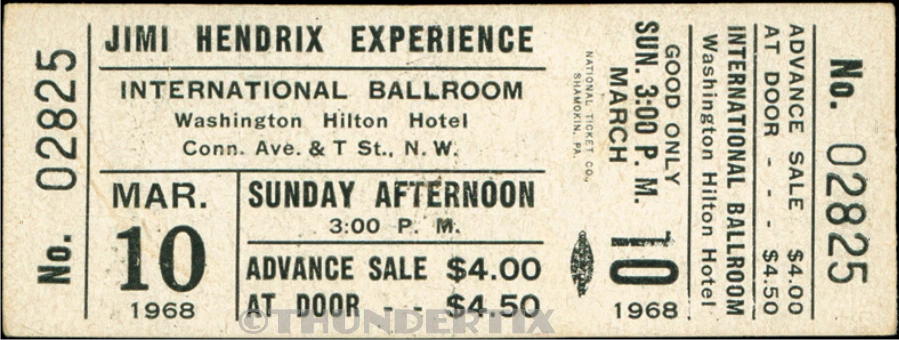 No. 02825
JIMI HENDRIX EXPERIENCE
INTERNATIONAL BALLROOM
Washington Hilton Hotel
Conn. Ave. & T St., N. W.
MAR.
10
1968
SUNDAY AFTERNOON
3:00 P. M.
ADVANCE SALE $4.00
AT DOOR - - $4.50
©THUNDERTIX
NATIONAL TICKET CO.,
SHAMOKIN, PA.
GOOD ONLY
SUN. 3:00 P. M.
MARCH
10
1968
INTERNATIONAL BALLROOM
Washington Hilton Hotel
ADVANCE SALE $4.00
AT DOOR - - - $4.50
No. 02825